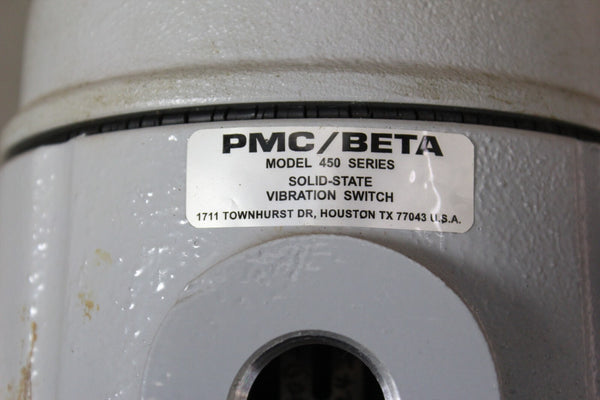 PMC/BETA
MODEL 450 SERIES
SOLID-STATE
VIBRATION SWITCH
1711 TOWNHURST DR, HOUSTON TX 77043 U.S.A.